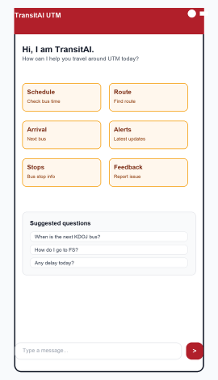 TransitAI UTM
Hi, I am TransitAI.
How can I help you travel around UTM today?
Schedule
Check bus time
Route
Find route
Arrival
Next bus
Alerts
Latest updates
Stops
Bus stop info
Feedback
Report issue
Suggested questions
When is the next KDOJ bus?
How do I go to FS?
Any delay today?
Type a message...
>